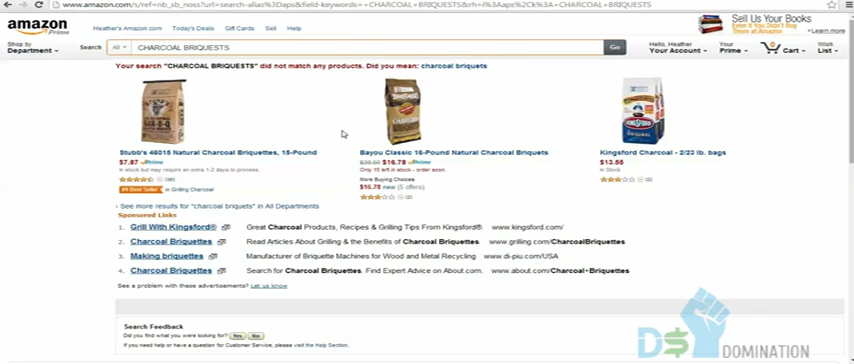 www.amazon.com/s/ref=nb_sb_noss?url=search-alias%3Daps&field-keywords=+CHARCOAL+BRIQUESTS&rh=i%3Aaps%2Ck%3A+CHARCOAL+BRIQUESTS
amazon Prime
Heather's Amazon.com Today's Deals Gift Cards Sell Help
Sell Us Your Books
Even If You Didn't Buy Them at Amazon
Learn more
Shop by Department
Search All CHARCOAL BRIQUESTS Go
Hello, Heather Your Account
Your Prime
0 Cart
Wish List
Your search "CHARCOAL BRIQUESTS" did not match any products. Did you mean: charcoal briquets
Stubb's 46015 Natural Charcoal Briquettes, 15-Pound
$7.87 Prime
In stock but may require an extra 1-2 days to process.
#1 Best Seller in Grilling Charcoal
Bayou Classic 16-Pound Natural Charcoal Briquets
$16.78 Prime
Only 15 left in stock - order soon.
More Buying Choices
$16.78 new (5 offers)
(2)
Kingsford Charcoal - 2/23 lb. bags
$13.55
In Stock
(2)
See more results for "charcoal briquets" in All Departments
Sponsored Links
1. Grill With Kingsford® Great Charcoal Products, Recipes & Grilling Tips From Kingsford® www.kingsford.com/
2. Charcoal Briquettes Read Articles About Grilling & the Benefits of Charcoal Briquettes. www.grilling.com/CharcoalBriquettes
3. Making briquettes Manufacturer of Briquette Machines for Wood and Metal Recycling www.di-piu.com/USA
4. Charcoal Briquettes Search for Charcoal Briquettes. Find Expert Advice on About.com. www.about.com/Charcoal+Briquettes
See a problem with these advertisements? Let us know
Search Feedback
Did you find what you were looking for? Yes No
If you need help or have a question for Customer Service, please visit the Help Section.
D$ DOMINATION